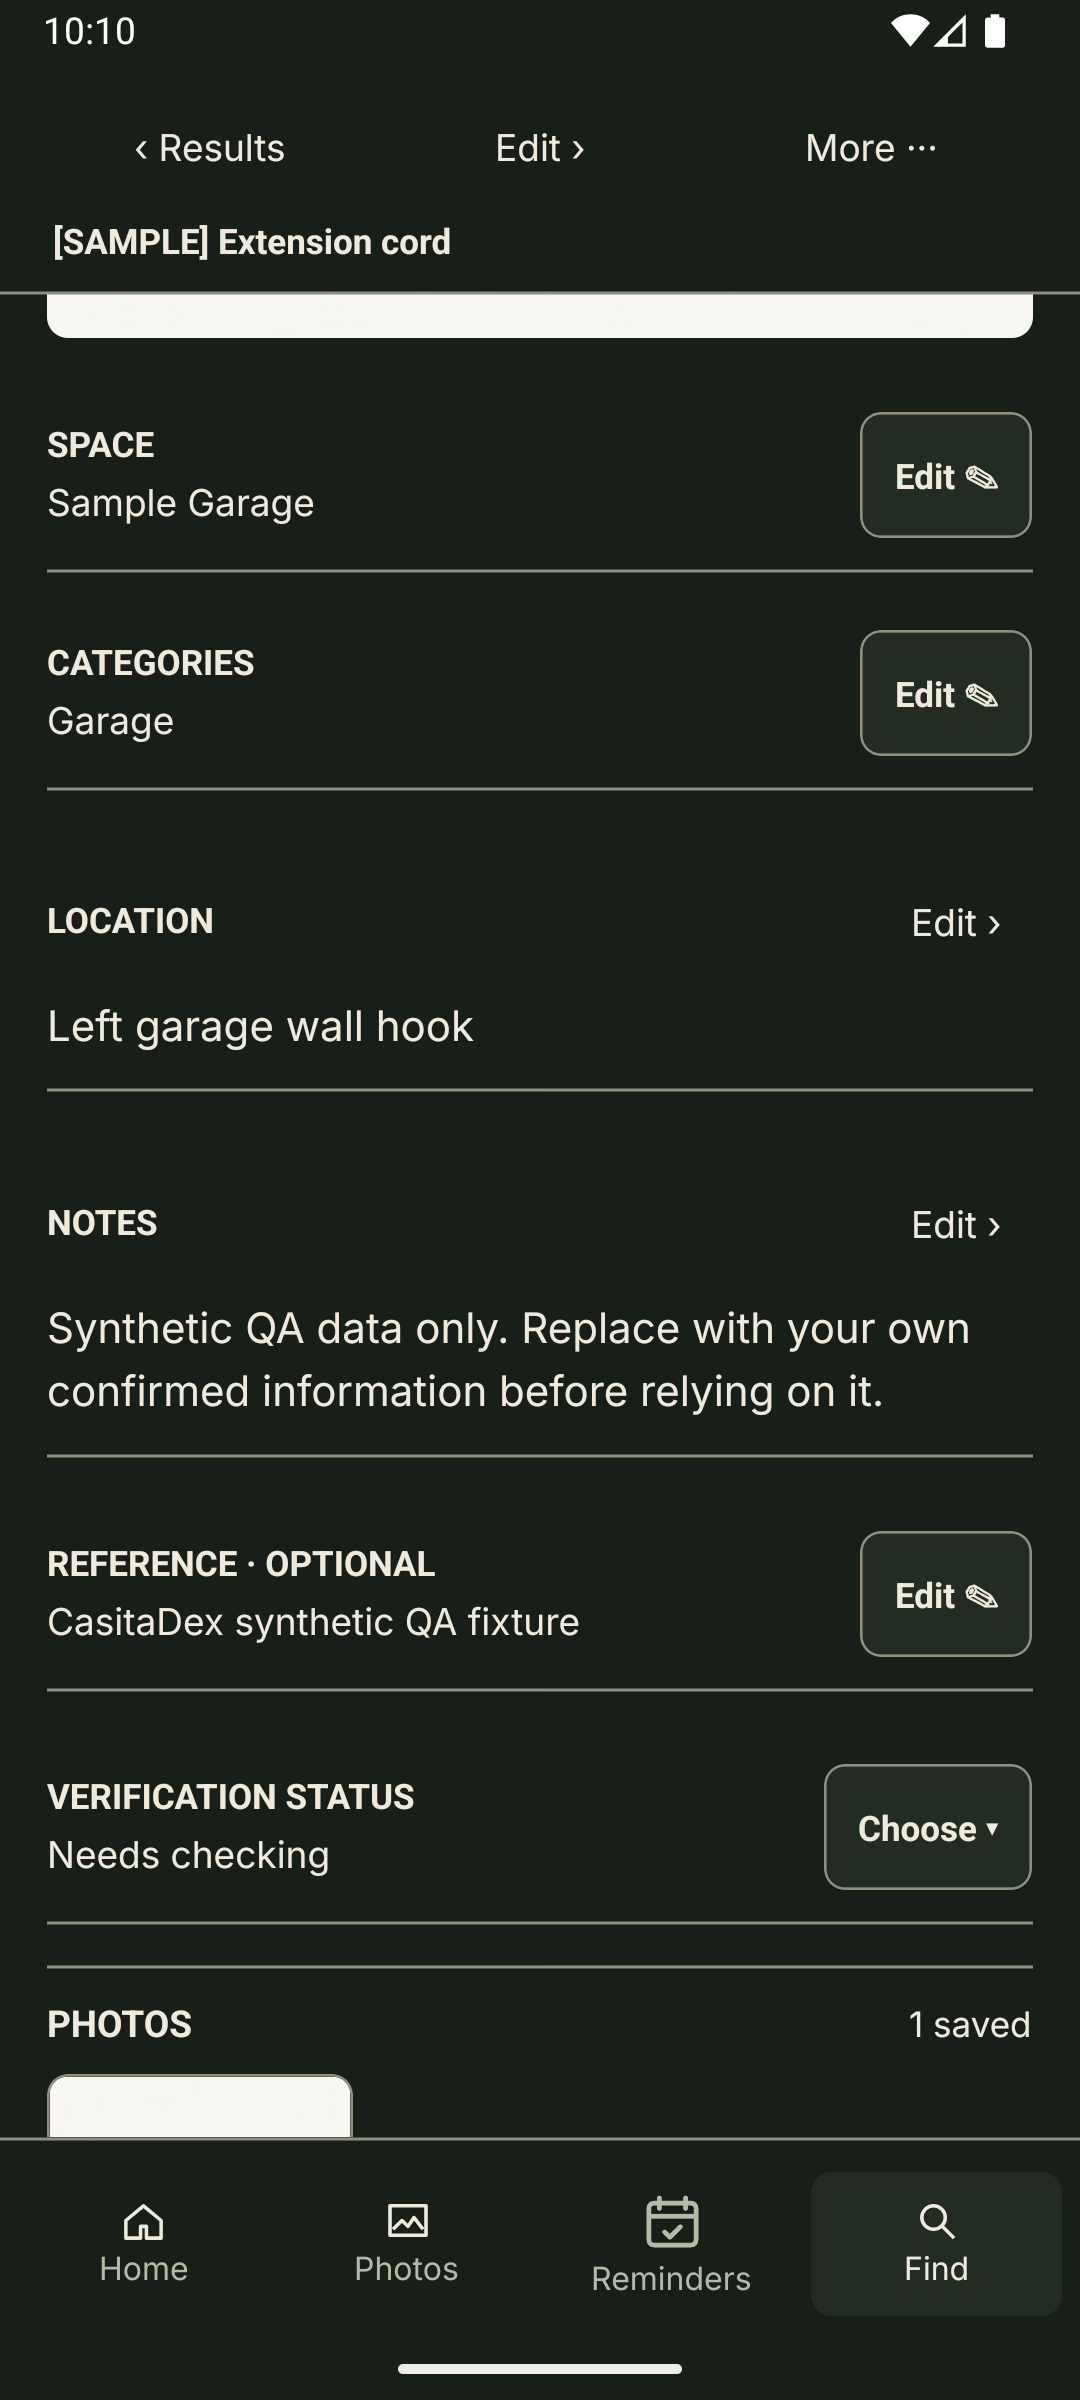 10:10
‹ Results
Edit ›
More ···
[SAMPLE] Extension cord
SPACE
Sample Garage
Edit ✎
CATEGORIES
Garage
Edit ✎
LOCATION
Edit ›
Left garage wall hook
NOTES
Edit ›
Synthetic QA data only. Replace with your own
confirmed information before relying on it.
REFERENCE · OPTIONAL
CasitaDex synthetic QA fixture
Edit ✎
VERIFICATION STATUS
Needs checking
Choose ▾
PHOTOS
1 saved
Home
Photos
Reminders
Find